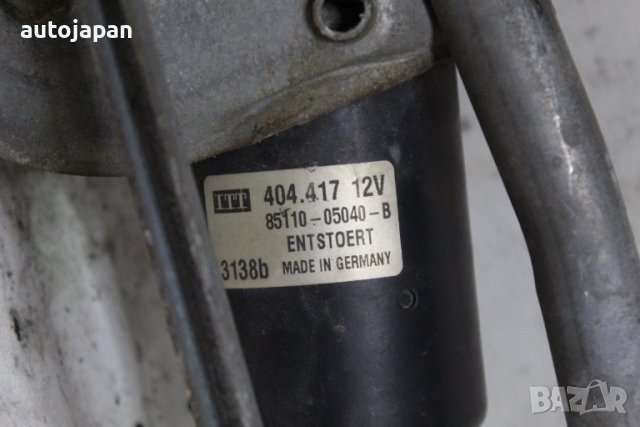 autojapan
ITT 404.417 12V
85110-05040-B
ENTSTOERT
3138b MADE IN GERMANY
BAZAR